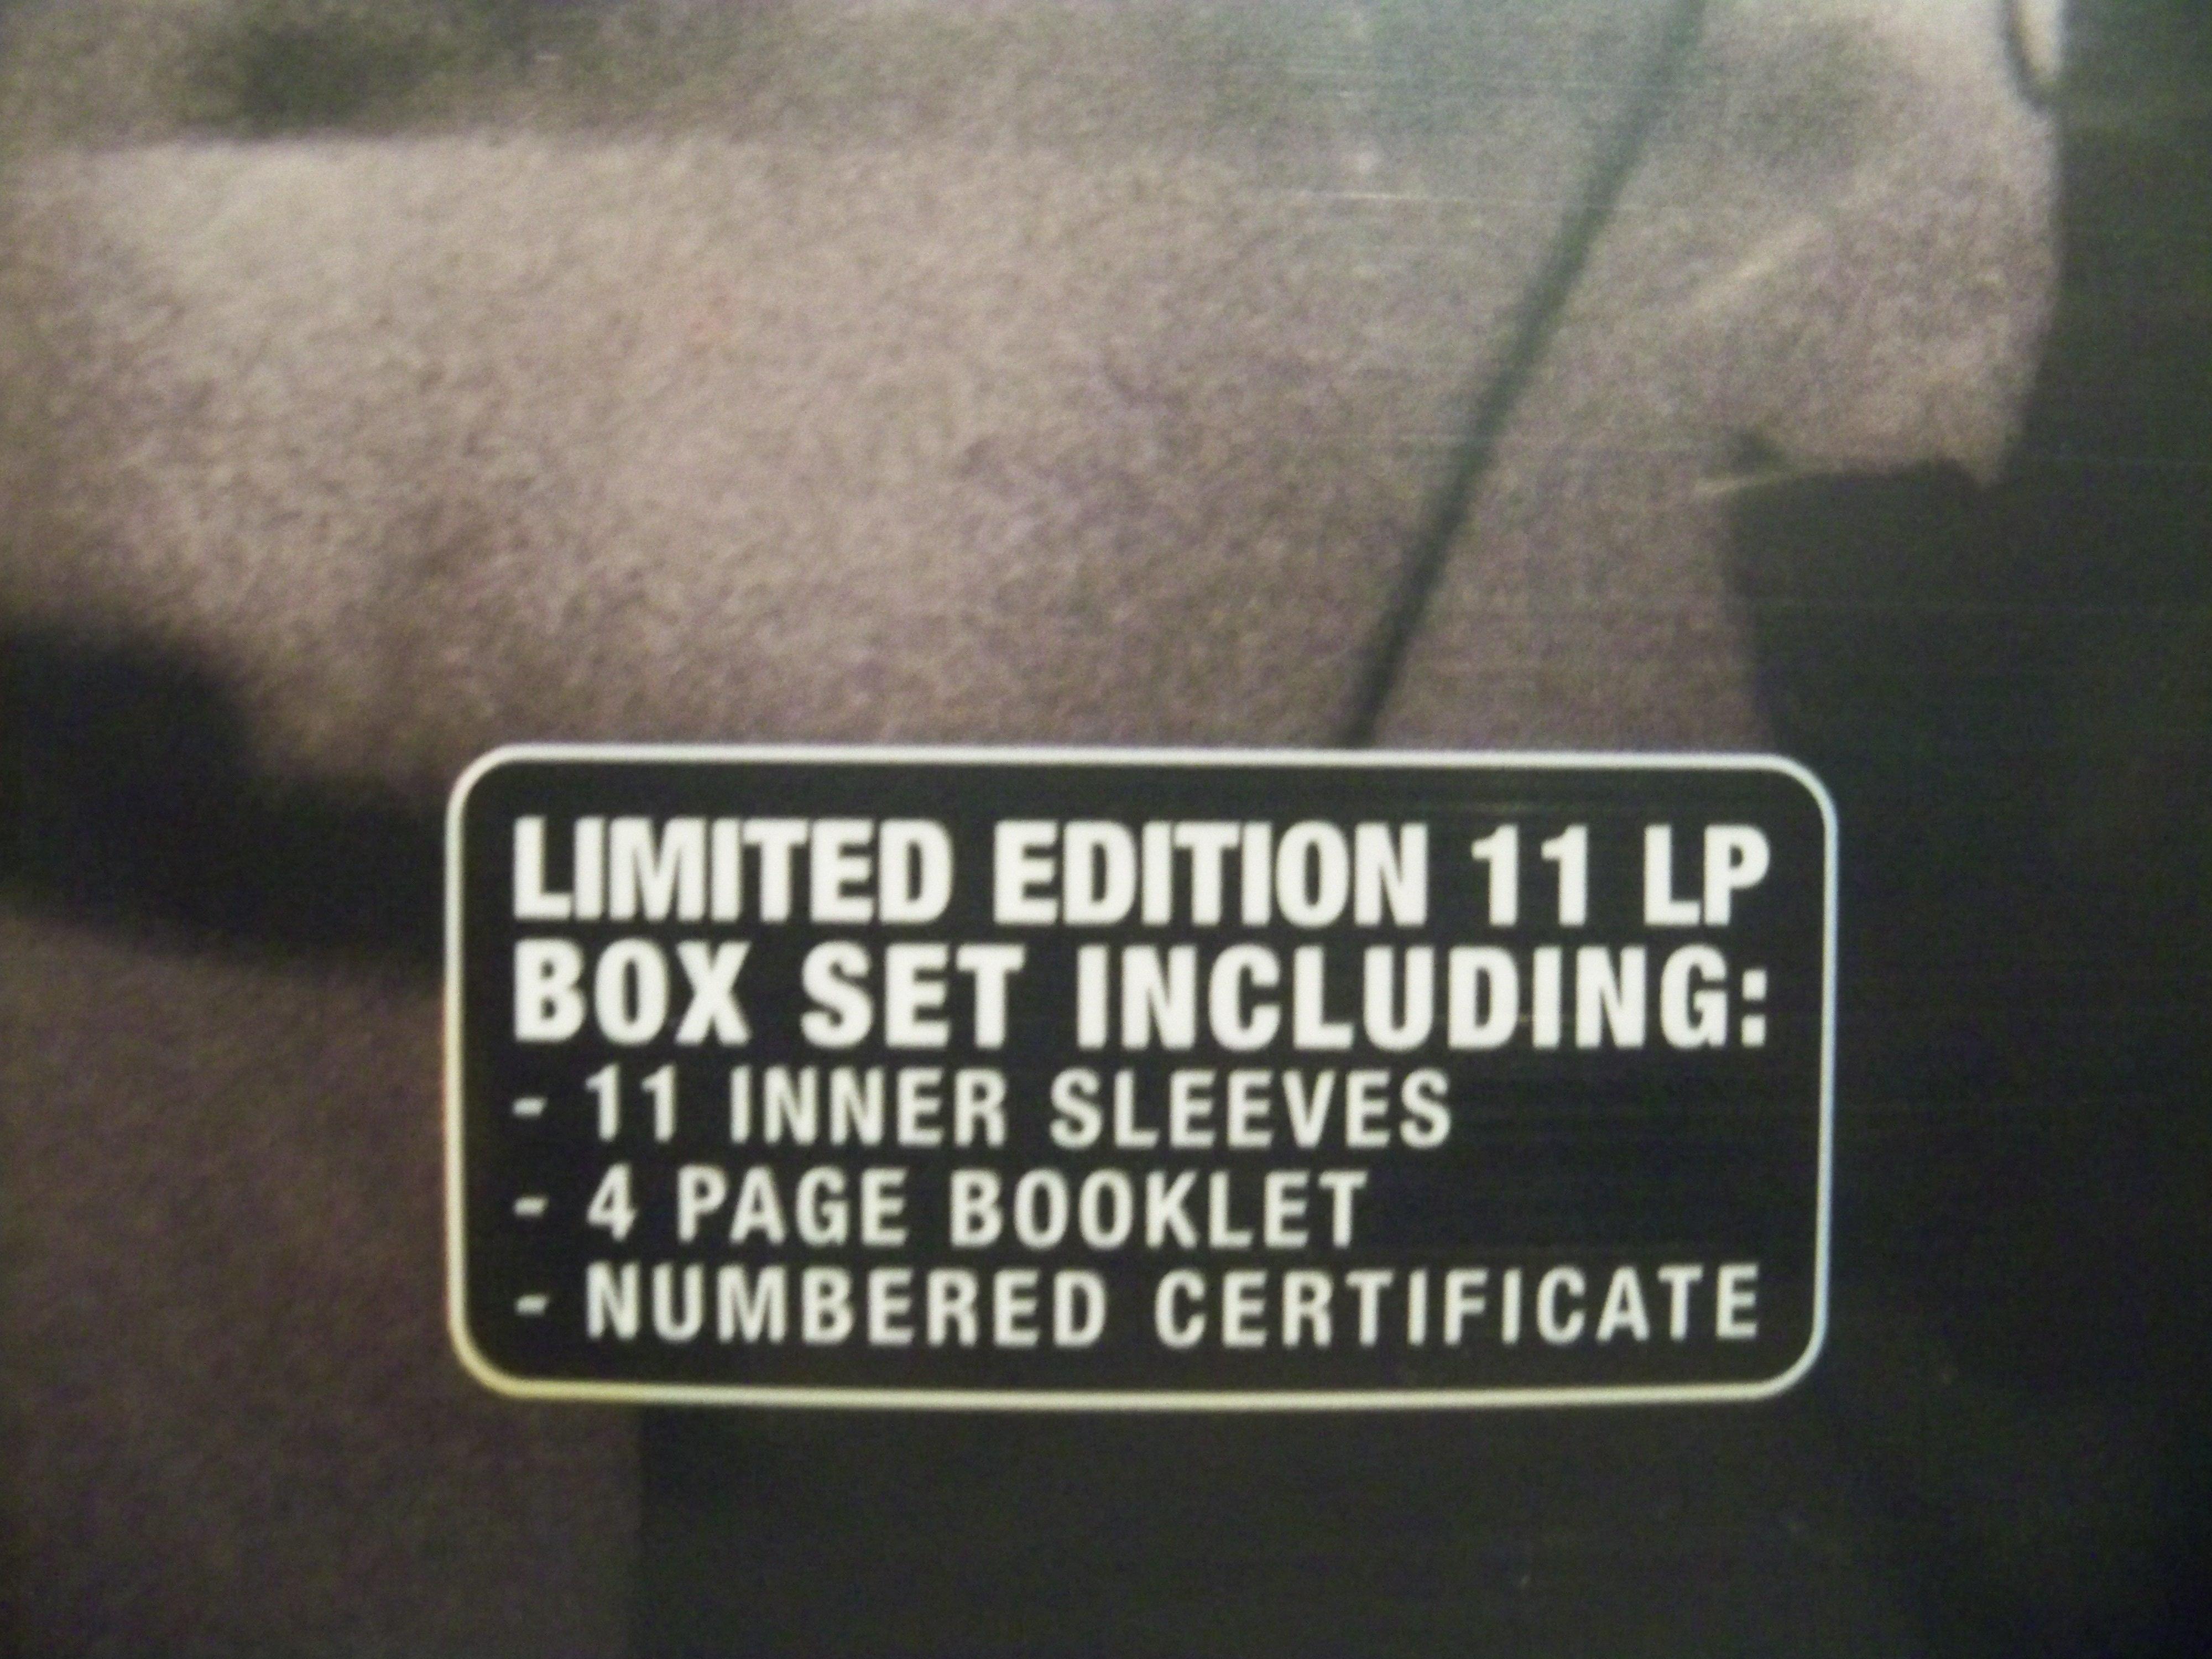 LIMITED EDITION 11 LP
BOX SET INCLUDING:
- 11 INNER SLEEVES
- 4 PAGE BOOKLET
- NUMBERED CERTIFICATE